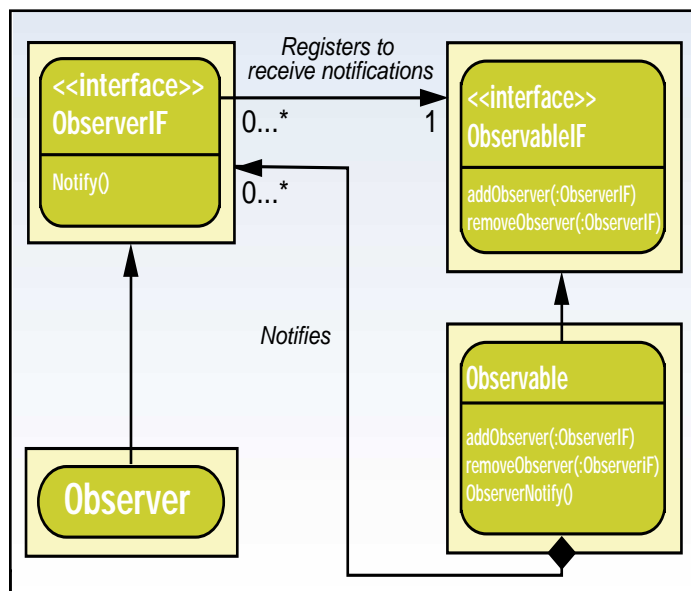 Registers to
receive notifications
<<interface>>
ObserverIF
Notify()
0...*
1
0...*
<<interface>>
ObservableIF
addObserver(:ObserverIF)
removeObserver(:ObserverIF)
Notifies
Observable
addObserver(:ObserverIF)
removeObserver(:ObserveriF)
ObserverNotify()
Observer